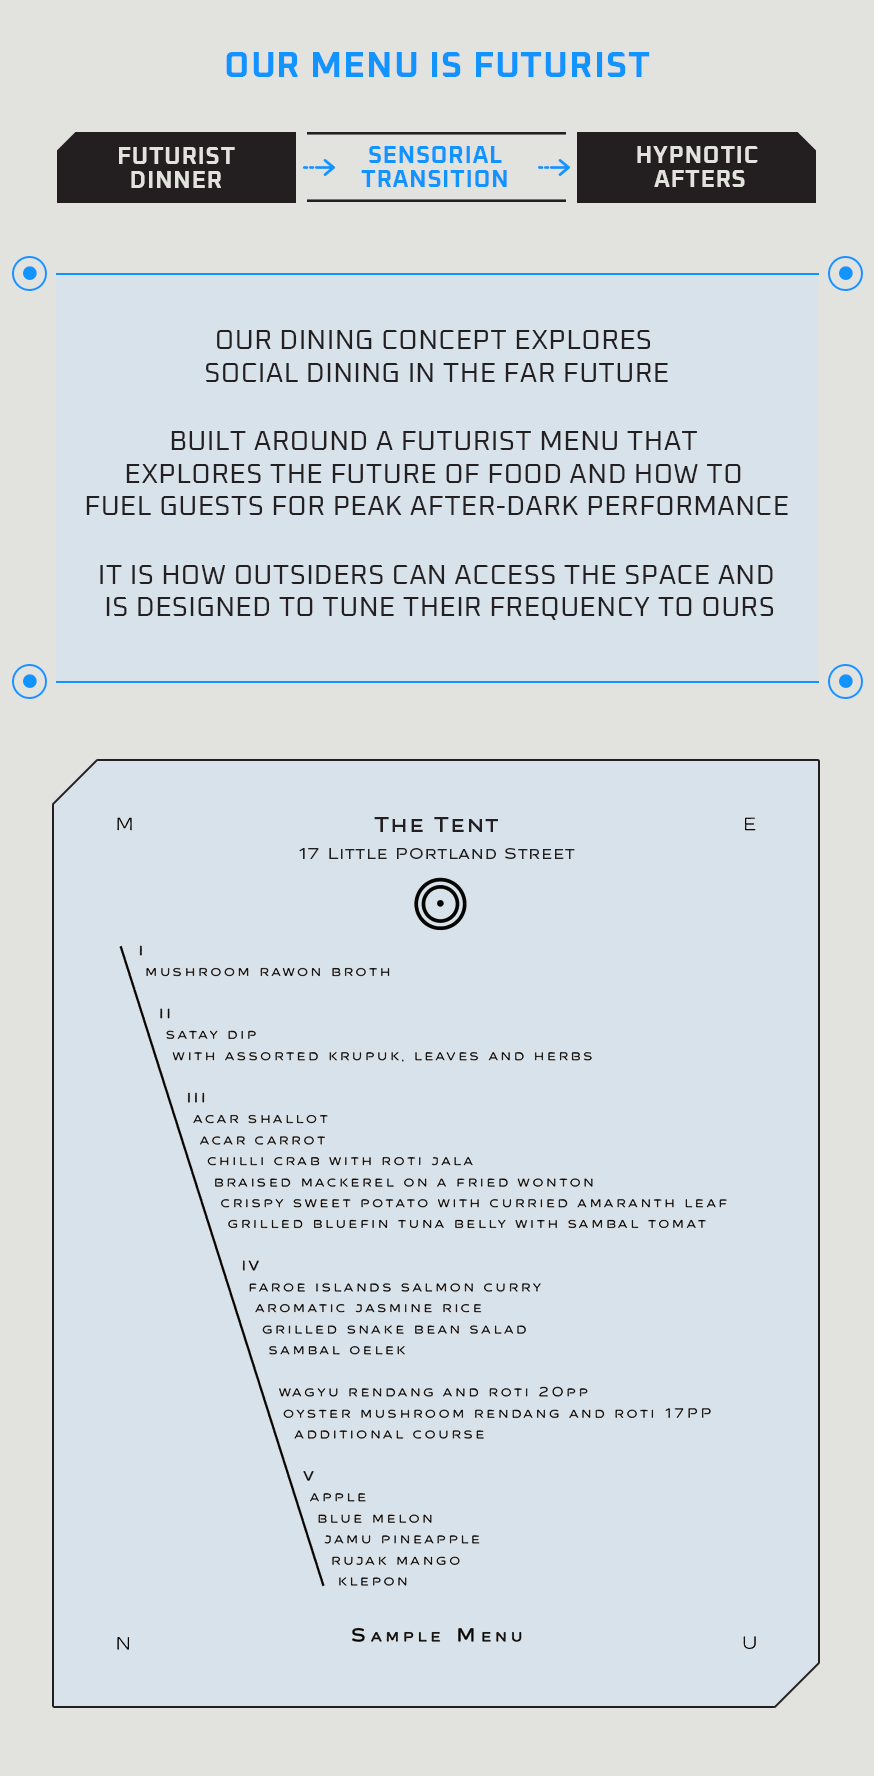 OUR MENU IS FUTURIST
FUTURIST
DINNER
SENSORIAL
TRANSITION
HYPNOTIC
AFTERS
OUR DINING CONCEPT EXPLORES
SOCIAL DINING IN THE FAR FUTURE
BUILT AROUND A FUTURIST MENU THAT
EXPLORES THE FUTURE OF FOOD AND HOW TO
FUEL GUESTS FOR PEAK AFTER-DARK PERFORMANCE
IT IS HOW OUTSIDERS CAN ACCESS THE SPACE AND
IS DESIGNED TO TUNE THEIR FREQUENCY TO OURS
M
THE TENT
E
17 LITTLE PORTLAND STREET
I
MUSHROOM RAWON BROTH
II
SATAY DIP
WITH ASSORTED KRUPUK, LEAVES AND HERBS
III
ACAR SHALLOT
ACAR CARROT
CHILLI CRAB WITH ROTI JALA
BRAISED MACKEREL ON A FRIED WONTON
CRISPY SWEET POTATO WITH CURRIED AMARANTH LEAF
GRILLED BLUEFIN TUNA BELLY WITH SAMBAL TOMAT
IV
FAROE ISLANDS SALMON CURRY
AROMATIC JASMINE RICE
GRILLED SNAKE BEAN SALAD
SAMBAL OELEK
WAGYU RENDANG AND ROTI 20PP
OYSTER MUSHROOM RENDANG AND ROTI 17PP
ADDITIONAL COURSE
V
APPLE
BLUE MELON
JAMU PINEAPPLE
RUJAK MANGO
KLEPON
N
SAMPLE MENU
U